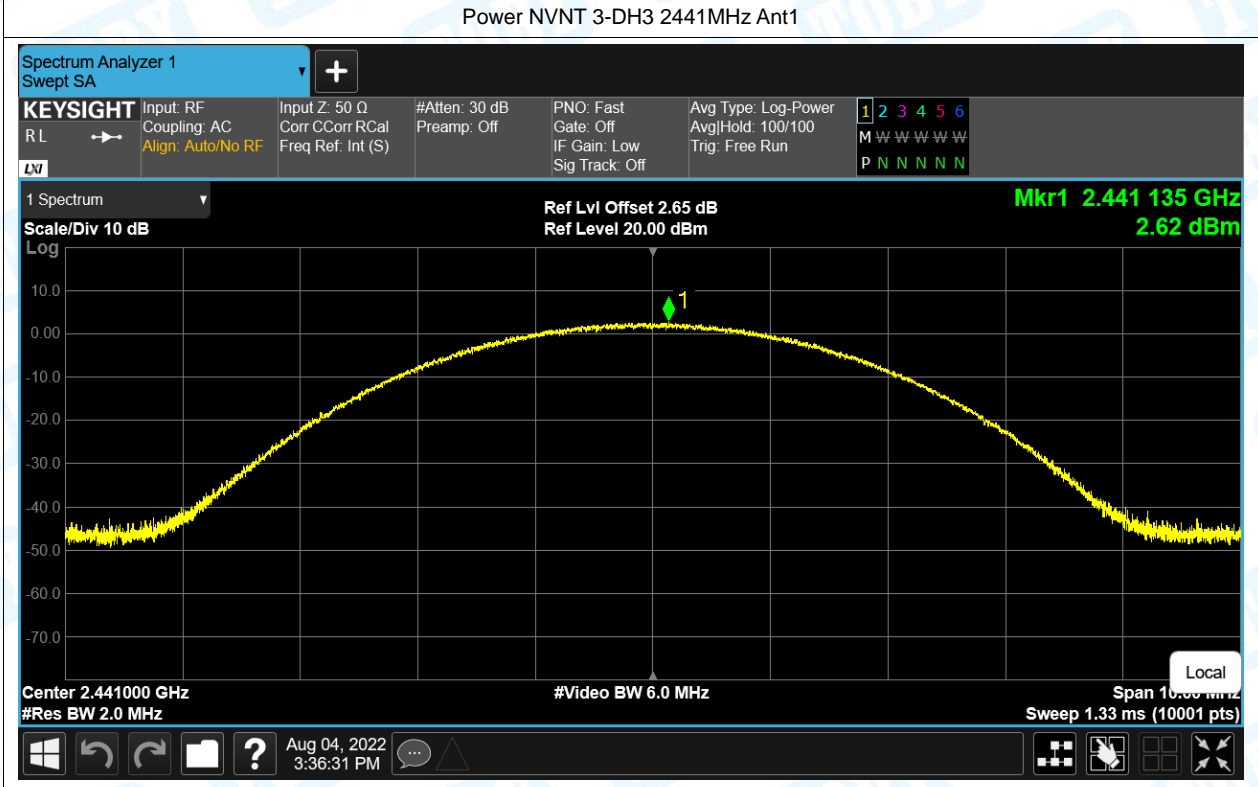 Power NVNT 3-DH3 2441MHz Ant1
Spectrum Analyzer 1
Swept SA
KEYSIGHT
R L
LXI
Input: RF
Coupling: AC
Align: Auto/No RF
Input Z: 50 Ω
Corr CCorr RCal
Freq Ref: Int (S)
#Atten: 30 dB
Preamp: Off
PNO: Fast
Gate: Off
IF Gain: Low
Sig Track: Off
Avg Type: Log-Power
Avg|Hold: 100/100
Trig: Free Run
1 2 3 4 5 6
M W W W W W
P N N N N N
1 Spectrum
Scale/Div 10 dB
Log
Ref Lvl Offset 2.65 dB
Ref Level 20.00 dBm
Mkr1 2.441 135 GHz
2.62 dBm
1
10.0
0.00
-10.0
-20.0
-30.0
-40.0
-50.0
-60.0
-70.0
Local
Center 2.441000 GHz
#Video BW 6.0 MHz
Span 10.00 MHz
#Res BW 2.0 MHz
Sweep 1.33 ms (10001 pts)
?
Aug 04, 2022
3:36:31 PM